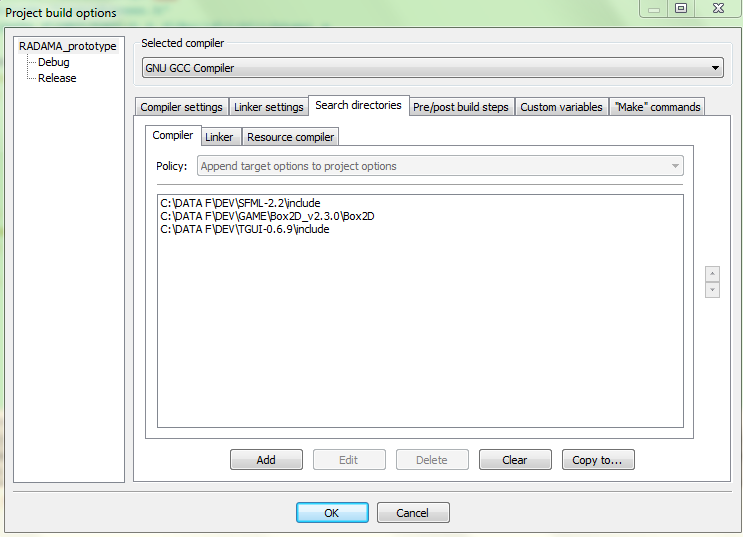 Project build options
RADAMA_prototype
Debug
Release
Selected compiler
GNU GCC Compiler
Compiler settings
Linker settings
Search directories
Pre/post build steps
Custom variables
"Make" commands
Compiler
Linker
Resource compiler
Policy:
Append target options to project options
C:\DATA F\DEV\SFML-2.2\include
C:\DATA F\DEV\GAME\Box2D_v2.3.0\Box2D
C:\DATA F\DEV\TGUI-0.6.9\include
Add
Edit
Delete
Clear
Copy to...
OK
Cancel